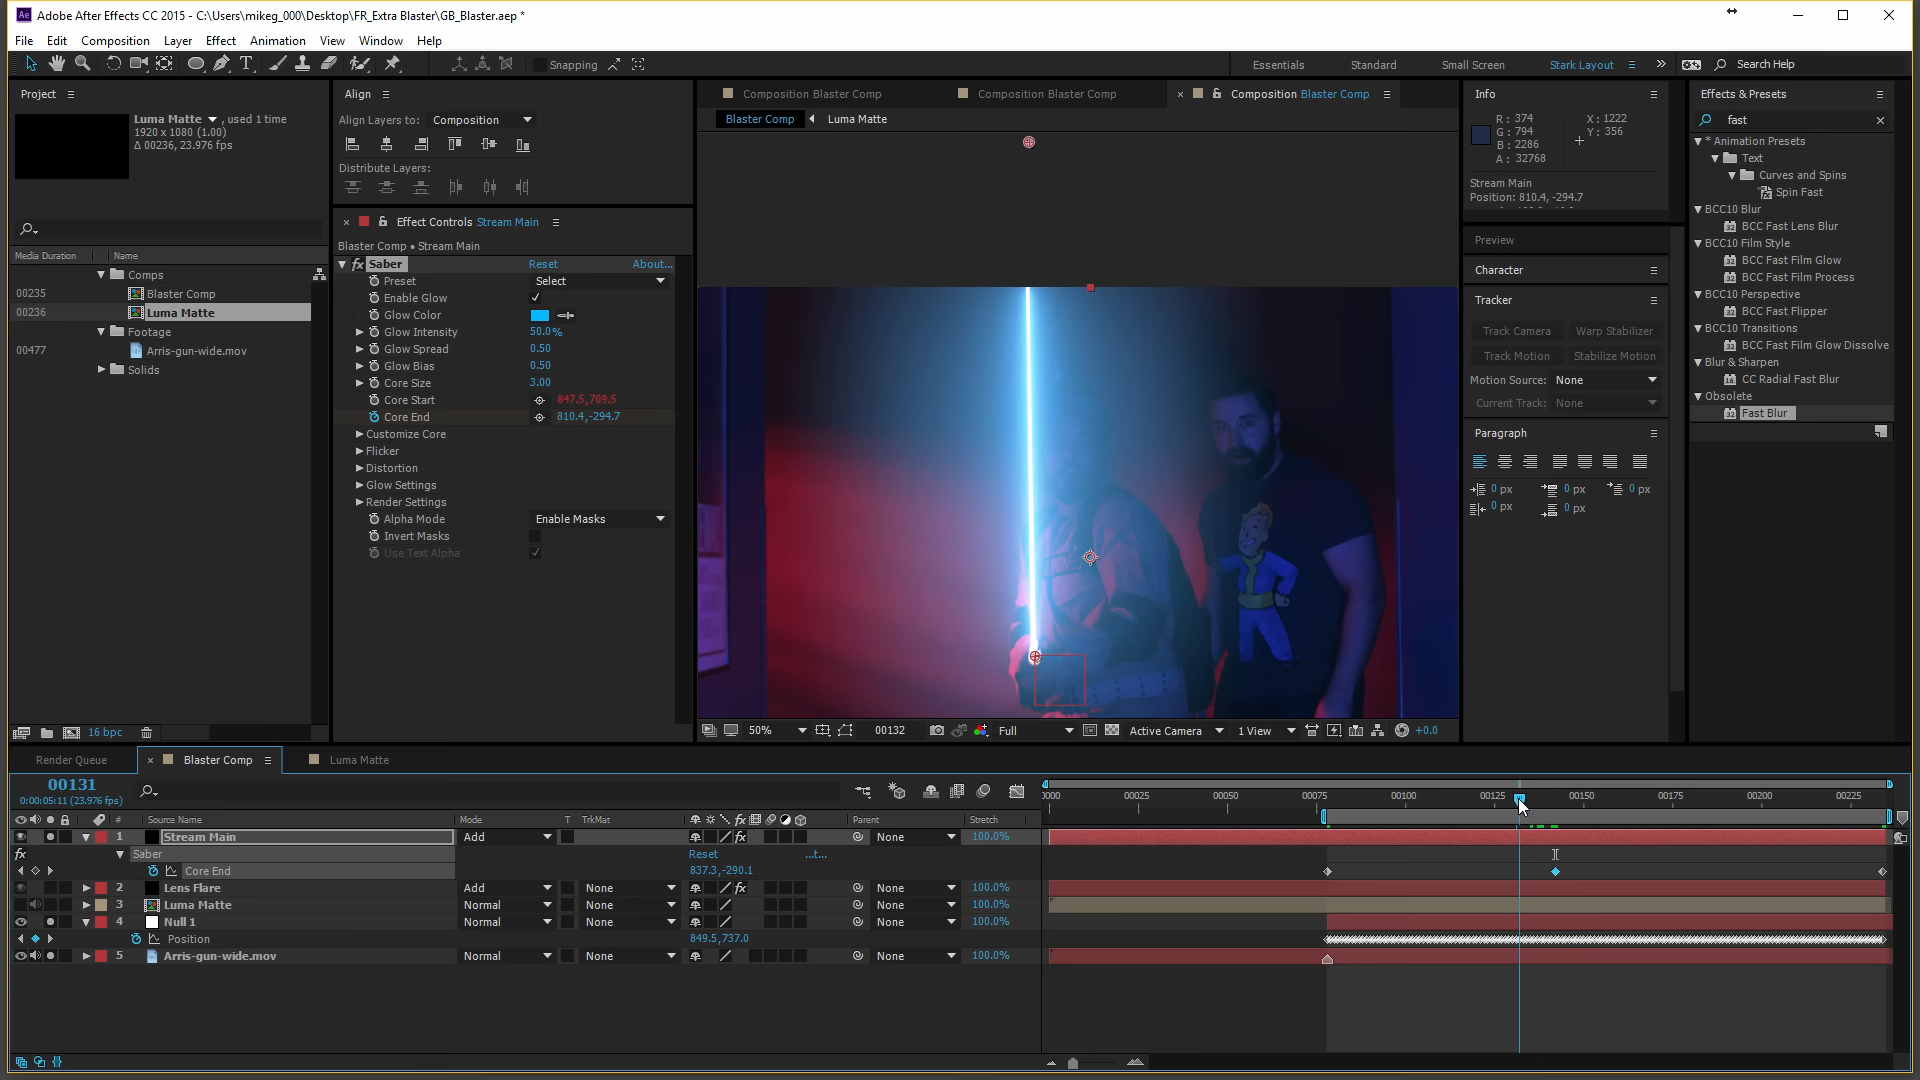 Adobe After Effects CC 2015 - C:\Users\mikeg_000\Desktop\FR_Extra Blaster\GB_Blaster.aep *
File Edit Composition Layer Effect Animation View Window Help
Snapping
Essentials Standard Small Screen Stark Layout Search Help
Project
Luma Matte , used 1 time
1920 x 1080 (1.00)
Δ 00236, 23.976 fps
Media Duration Name
Comps
00235 Blaster Comp
00236 Luma Matte
Footage
00477 Arris-gun-wide.mov
Solids
16 bpc
Align
Align Layers to: Composition
Distribute Layers:
Effect Controls Stream Main
Blaster Comp • Stream Main
fx Saber Reset About...
Preset Select
Enable Glow
Glow Color
Glow Intensity 50.0%
Glow Spread 0.50
Glow Bias 0.50
Core Size 3.00
Core Start 847.5,709.5
Core End 810.4,-294.7
Customize Core
Flicker
Distortion
Glow Settings
Render Settings
Alpha Mode Enable Masks
Invert Masks
Use Text Alpha
Composition Blaster Comp Composition Blaster Comp Composition Blaster Comp
Blaster Comp Luma Matte
50% 00132 Full Active Camera 1 View +0.0
Info
R: 374 X: 1222
G: 794 Y: 356
B: 2286
A: 32768
Stream Main
Position: 810.4, -294.7
Preview
Character
Tracker
Track Camera Warp Stabilizer
Track Motion Stabilize Motion
Motion Source: None
Current Track: None
Paragraph
0 px 0 px 0 px
0 px 0 px
Effects & Presets
fast
* Animation Presets
Text
Curves and Spins
Spin Fast
BCC10 Blur
BCC Fast Lens Blur
BCC10 Film Style
BCC Fast Film Glow
BCC Fast Film Process
BCC10 Perspective
BCC Fast Flipper
BCC10 Transitions
BCC Fast Film Glow Dissolve
Blur & Sharpen
CC Radial Fast Blur
Obsolete
Fast Blur
Render Queue Blaster Comp Luma Matte
00131
0:00:05:11 (23.976 fps)
0000 00025 00050 00075 00100 00125 00150 00175 00200 00225
# Source Name Mode T TrkMat Parent Stretch
1 Stream Main Add None 100.0%
Saber Reset ...t...
Core End 837.3,-290.1
2 Lens Flare Add None None 100.0%
3 Luma Matte Normal None None 100.0%
4 Null 1 Normal None None 100.0%
Position 849.5,737.0
5 Arris-gun-wide.mov Normal None None 100.0%